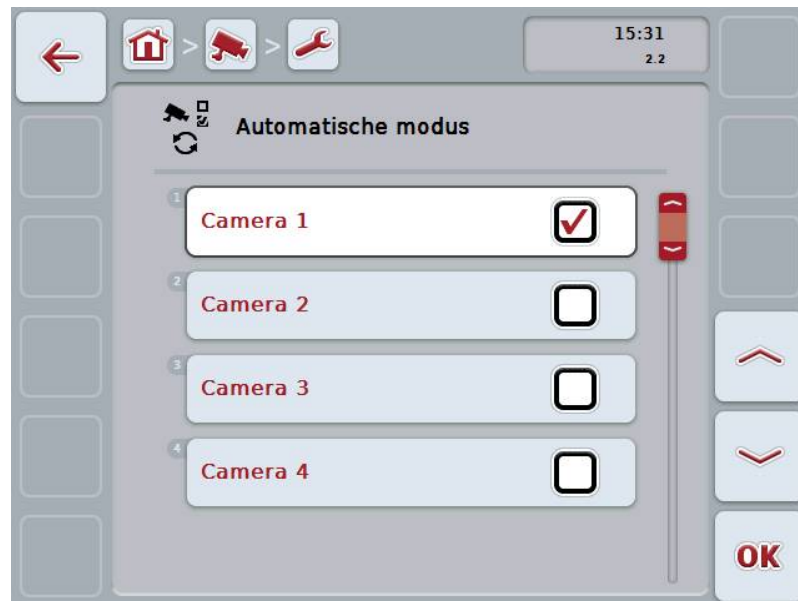 > >
15:31
2.2
Automatische modus
1
Camera 1
2
Camera 2
3
Camera 3
4
Camera 4
OK